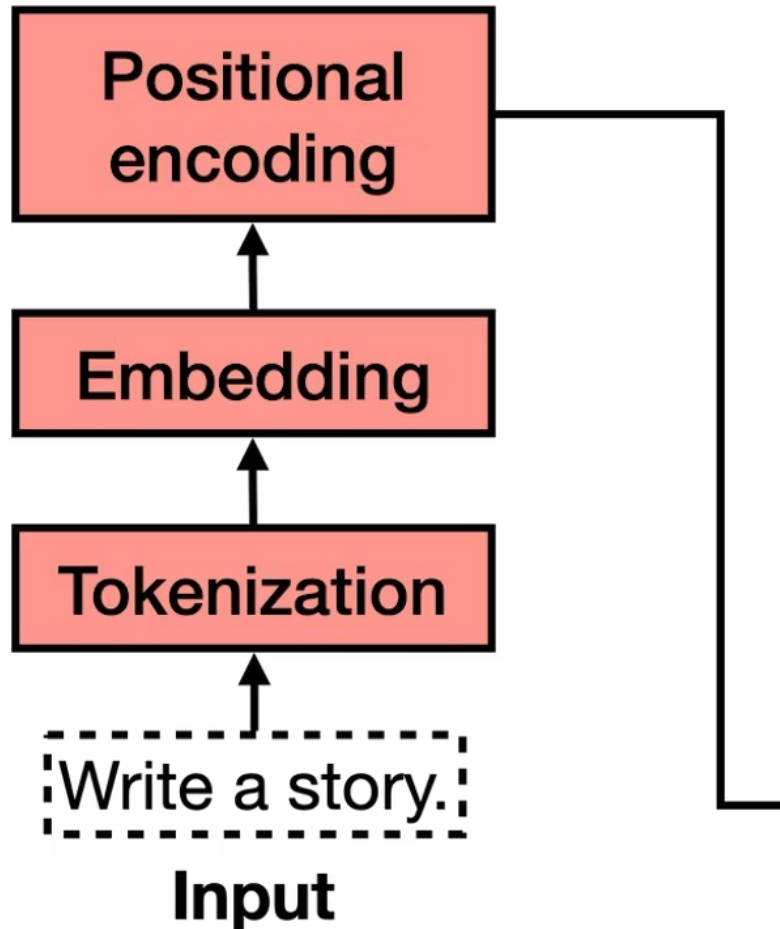 Positional
encoding
Embedding
Tokenization
Write a story.
Input